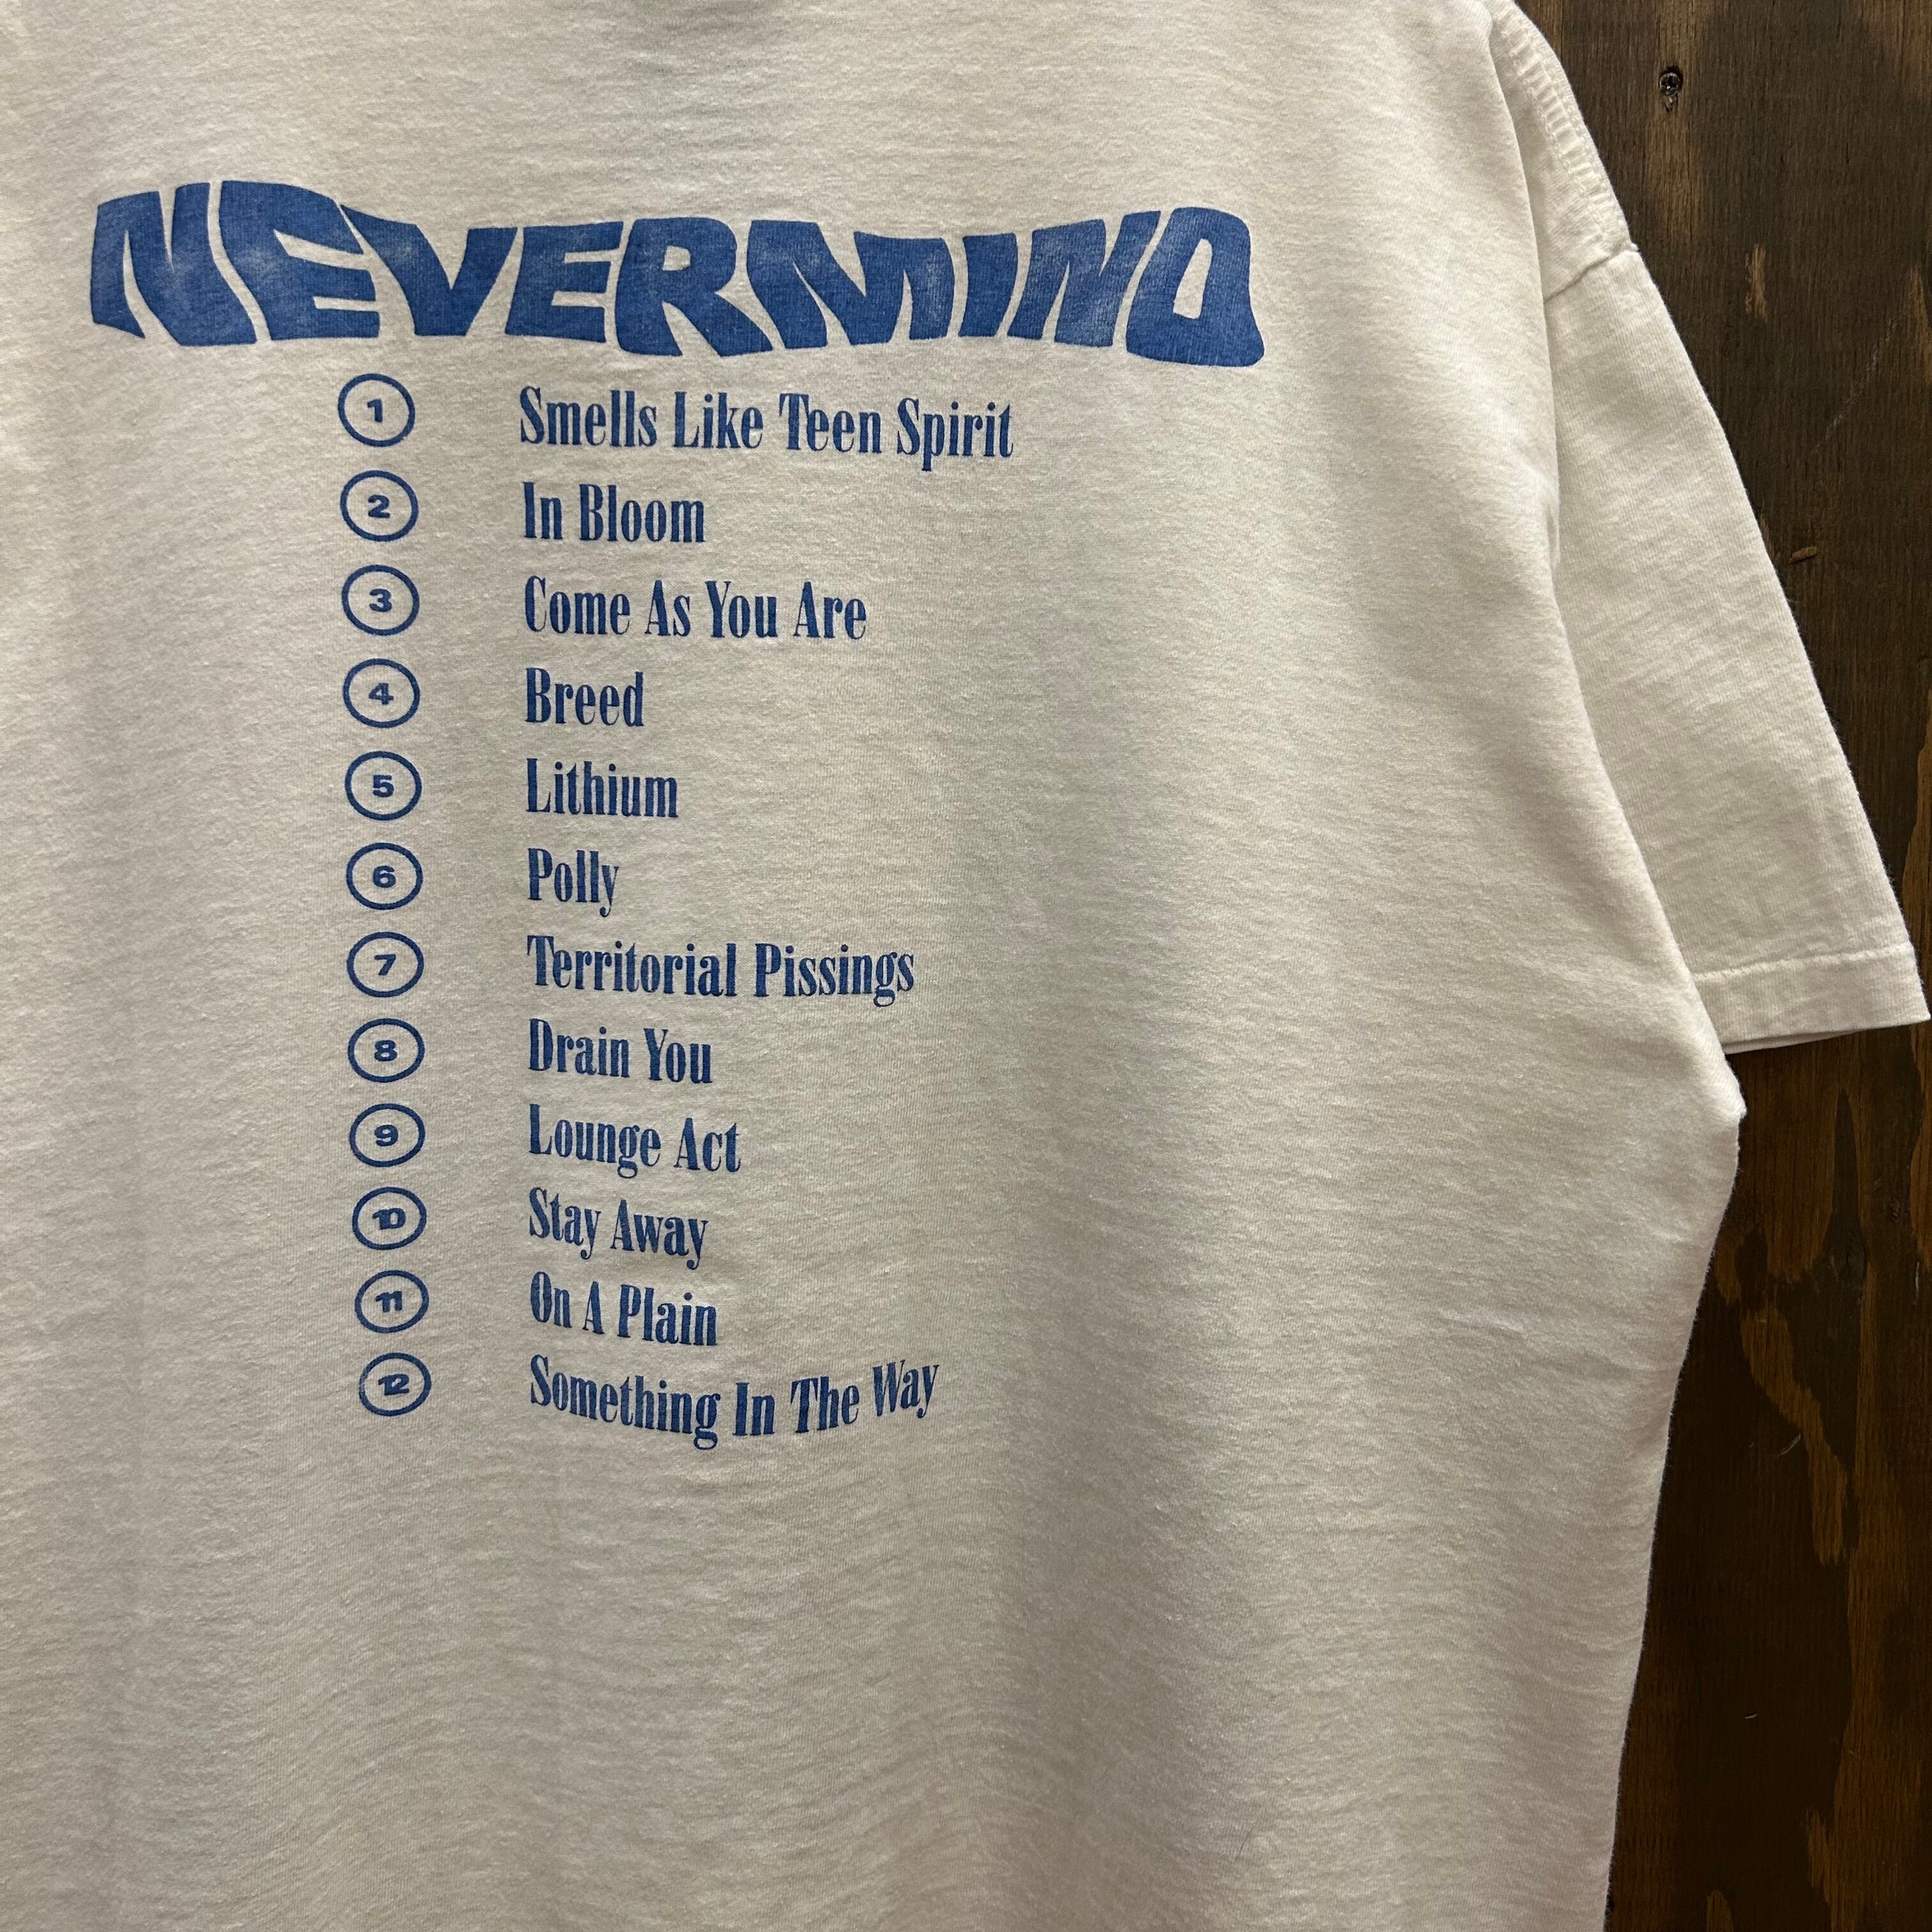 NEVERMIND
1 Smells Like Teen Spirit
2 In Bloom
3 Come As You Are
4 Breed
5 Lithium
6 Polly
7 Territorial Pissings
8 Drain You
9 Lounge Act
10 Stay Away
11 On A Plain
12 Something In The Way